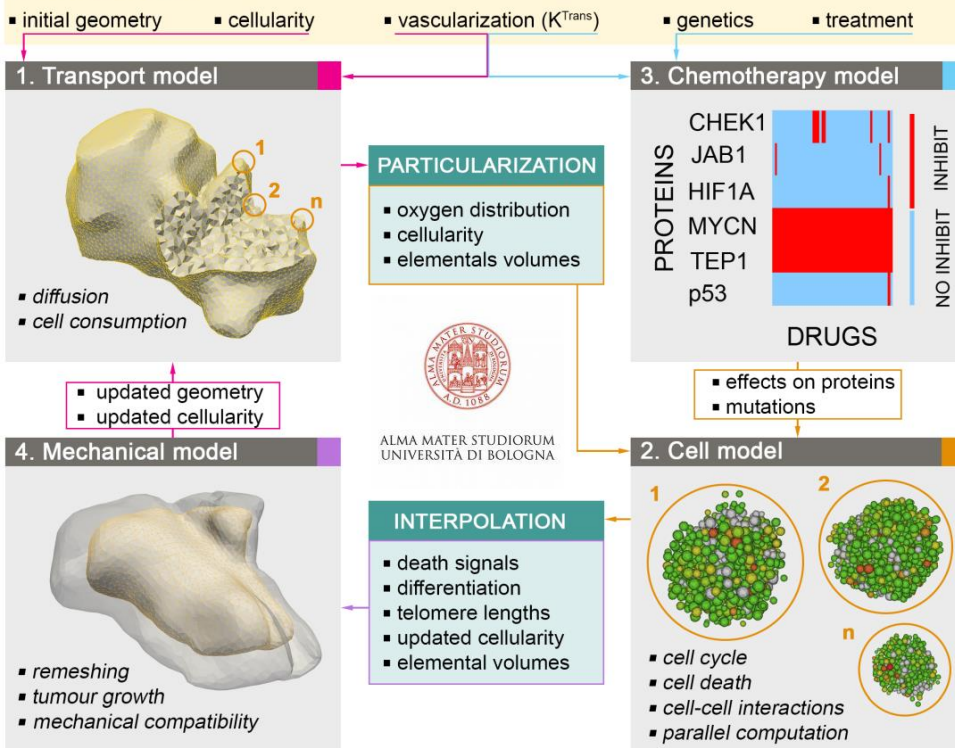 ▪ initial geometry
▪ cellularity
▪ vascularization (K^Trans)
▪ genetics
▪ treatment
1. Transport model
1
2
n
▪ diffusion
▪ cell consumption
PARTICULARIZATION
▪ oxygen distribution
▪ cellularity
▪ elementals volumes
3. Chemotherapy model
PROTEINS
CHEK1
JAB1
HIF1A
MYCN
TEP1
p53
INHIBIT
NO INHIBIT
DRUGS
▪ updated geometry
▪ updated cellularity
ALMA MATER STUDIORUM
A.D. 1088
ALMA MATER STUDIORUM
UNIVERSITÀ DI BOLOGNA
▪ effects on proteins
▪ mutations
4. Mechanical model
▪ remeshing
▪ tumour growth
▪ mechanical compatibility
INTERPOLATION
▪ death signals
▪ differentiation
▪ telomere lengths
▪ updated cellularity
▪ elemental volumes
2. Cell model
1
2
n
▪ cell cycle
▪ cell death
▪ cell-cell interactions
▪ parallel computation